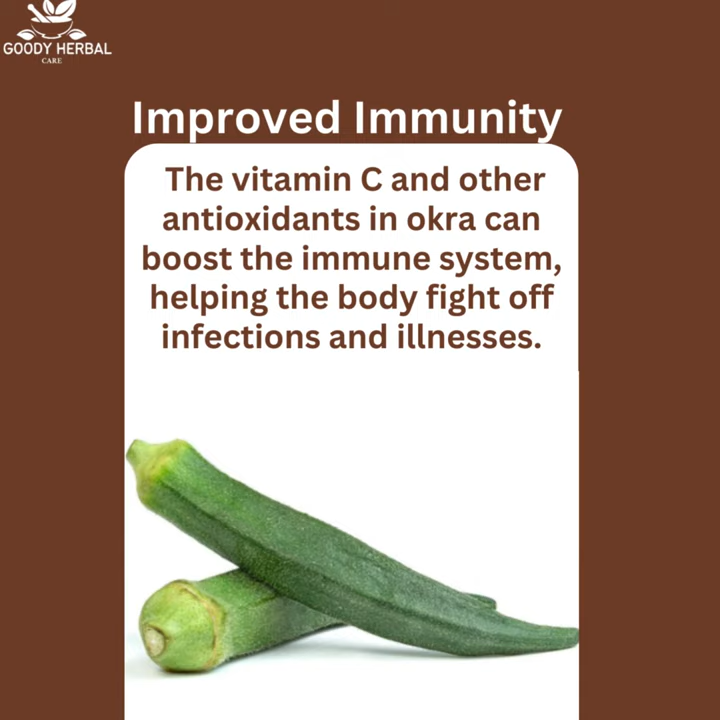 GOODY HERBAL
CARE
Improved Immunity
The vitamin C and other
antioxidants in okra can
boost the immune system,
helping the body fight off
infections and illnesses.